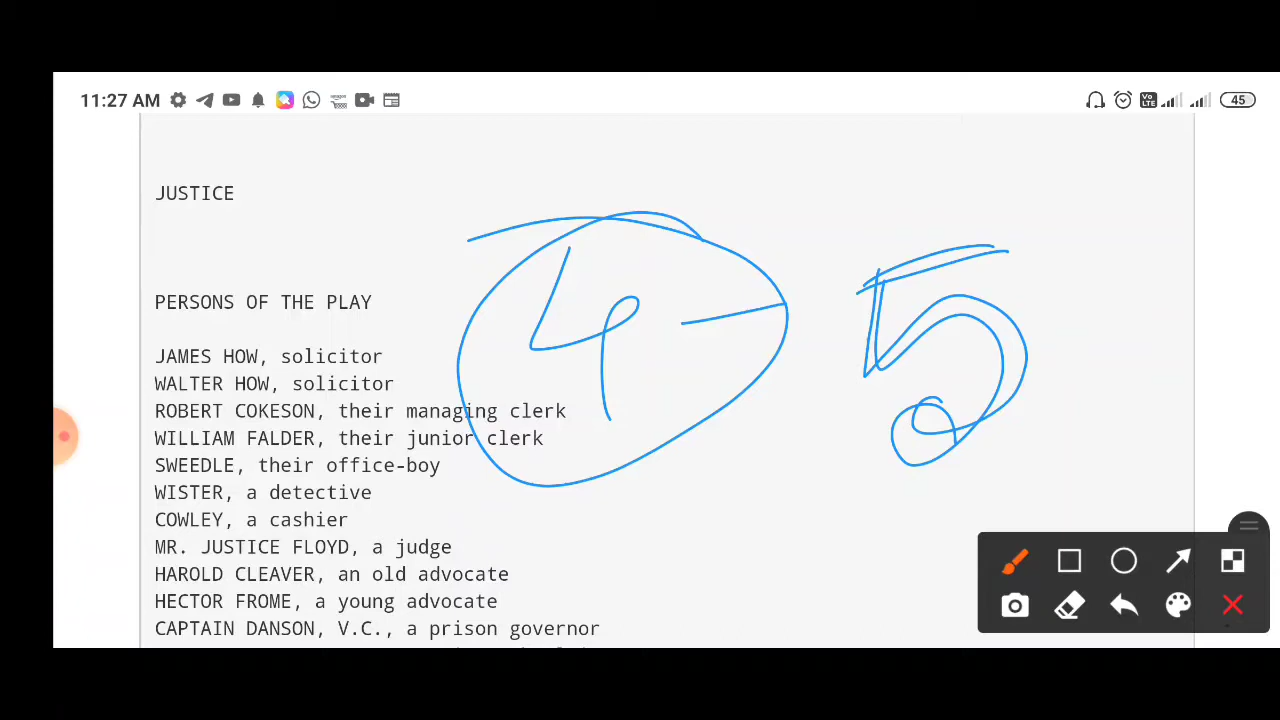 11:27 AM
Vo LTE
45
JUSTICE
PERSONS OF THE PLAY
4 - 5
JAMES HOW, solicitor
WALTER HOW, solicitor
ROBERT COKESON, their managing clerk
WILLIAM FALDER, their junior clerk
SWEEDLE, their office-boy
WISTER, a detective
COWLEY, a cashier
MR. JUSTICE FLOYD, a judge
HAROLD CLEAVER, an old advocate
HECTOR FROME, a young advocate
CAPTAIN DANSON, V.C., a prison governor